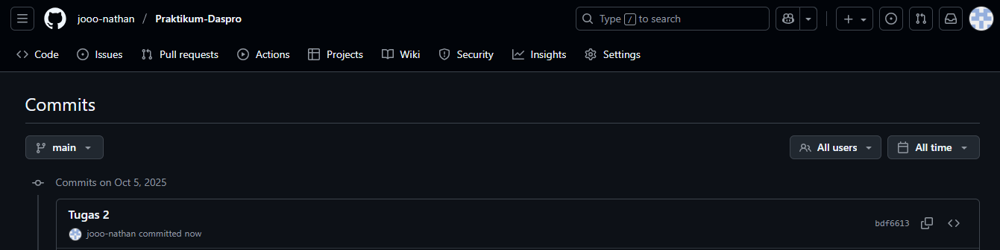 jooo-nathan / Praktikum-Daspro
Type / to search
Code Issues Pull requests Actions Projects Wiki Security Insights Settings
Commits
main
All users All time
Commits on Oct 5, 2025
Tugas 2
bdf6613
jooo-nathan committed now